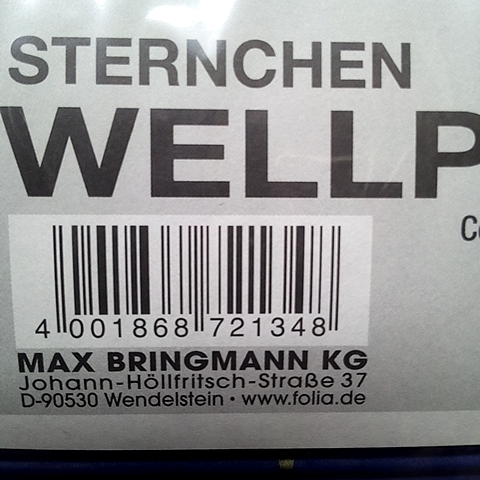 STERNCHEN
WELLP
4 001868 721348
MAX BRINGMANN KG
Johann-Höllfritsch-Straße 37
D-90530 Wendelstein • www.folia.de